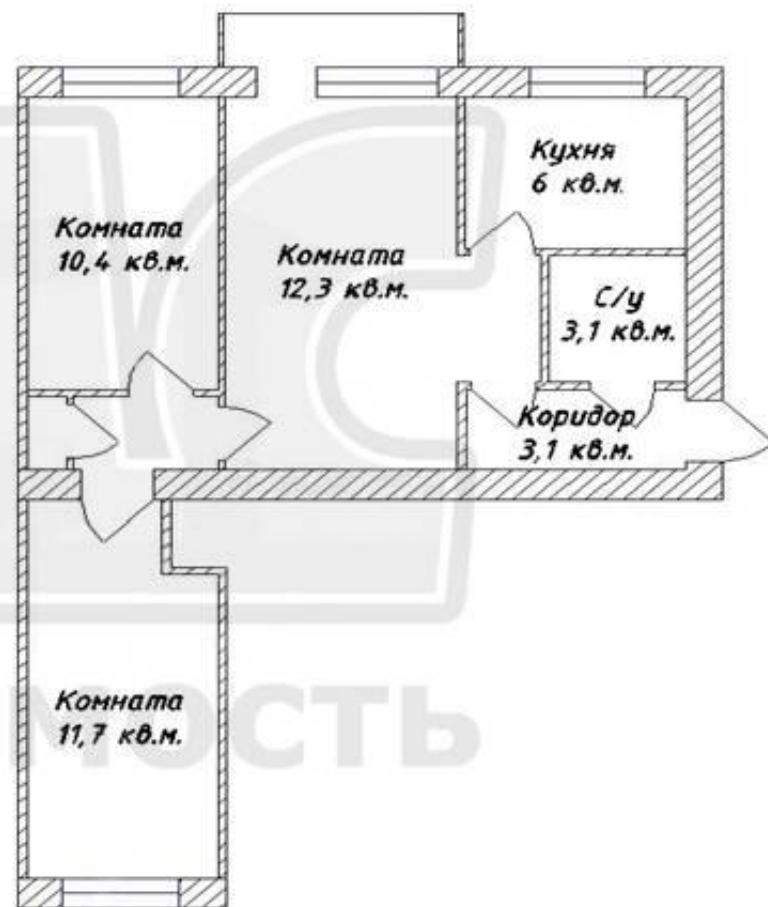 Кухня
6 кв.м.
Комната
10,4 кв.м.
Комната
12,3 кв.м.
С/у
3,1 кв.м.
Коридор
3,1 кв.м.
Комната
11,7 кв.м.
мость